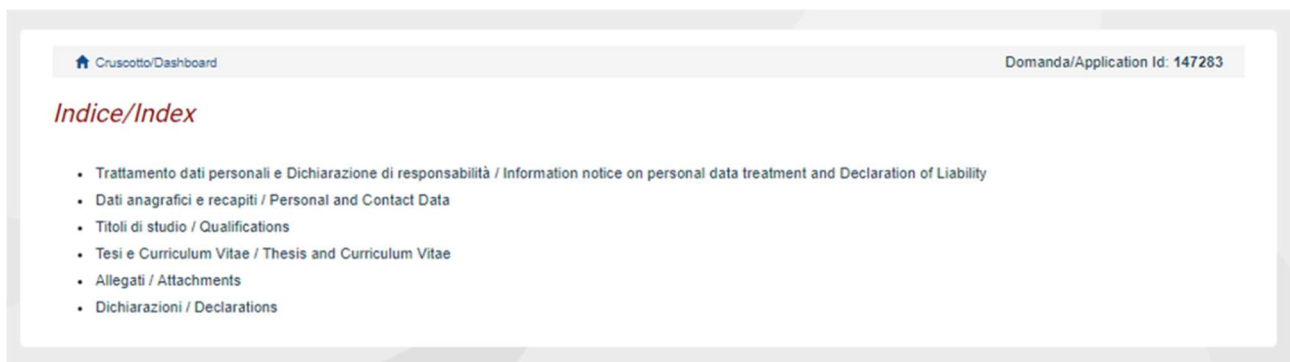 Cruscotto/Dashboard Domanda/Application Id: 147283
Indice/Index
• Trattamento dati personali e Dichiarazione di responsabilità / Information notice on personal data treatment and Declaration of Liability
• Dati anagrafici e recapiti / Personal and Contact Data
• Titoli di studio / Qualifications
• Tesi e Curriculum Vitae / Thesis and Curriculum Vitae
• Allegati / Attachments
• Dichiarazioni / Declarations